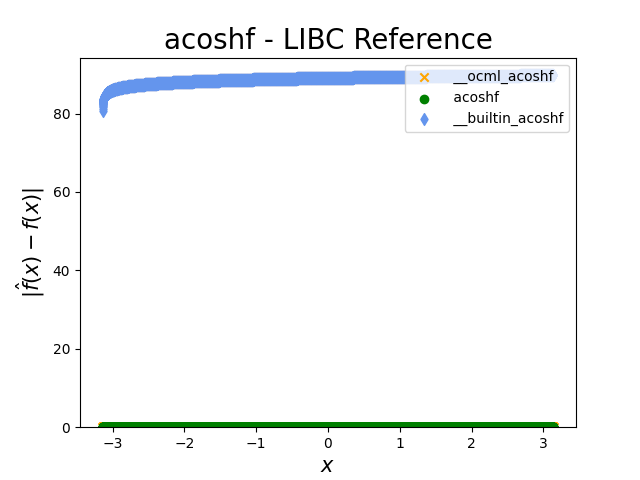 acoshf - LIBC Reference
__ocml_acoshf
acoshf
__builtin_acoshf
|f̂(x) − f(x)|
80
60
40
20
0
−3 −2 −1 0 1 2 3
x